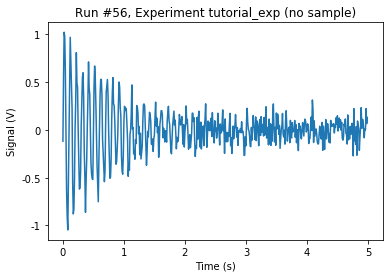 Run #56, Experiment tutorial_exp (no sample)
Signal (V)
1
0.5
0
-0.5
-1
0 1 2 3 4 5
Time (s)